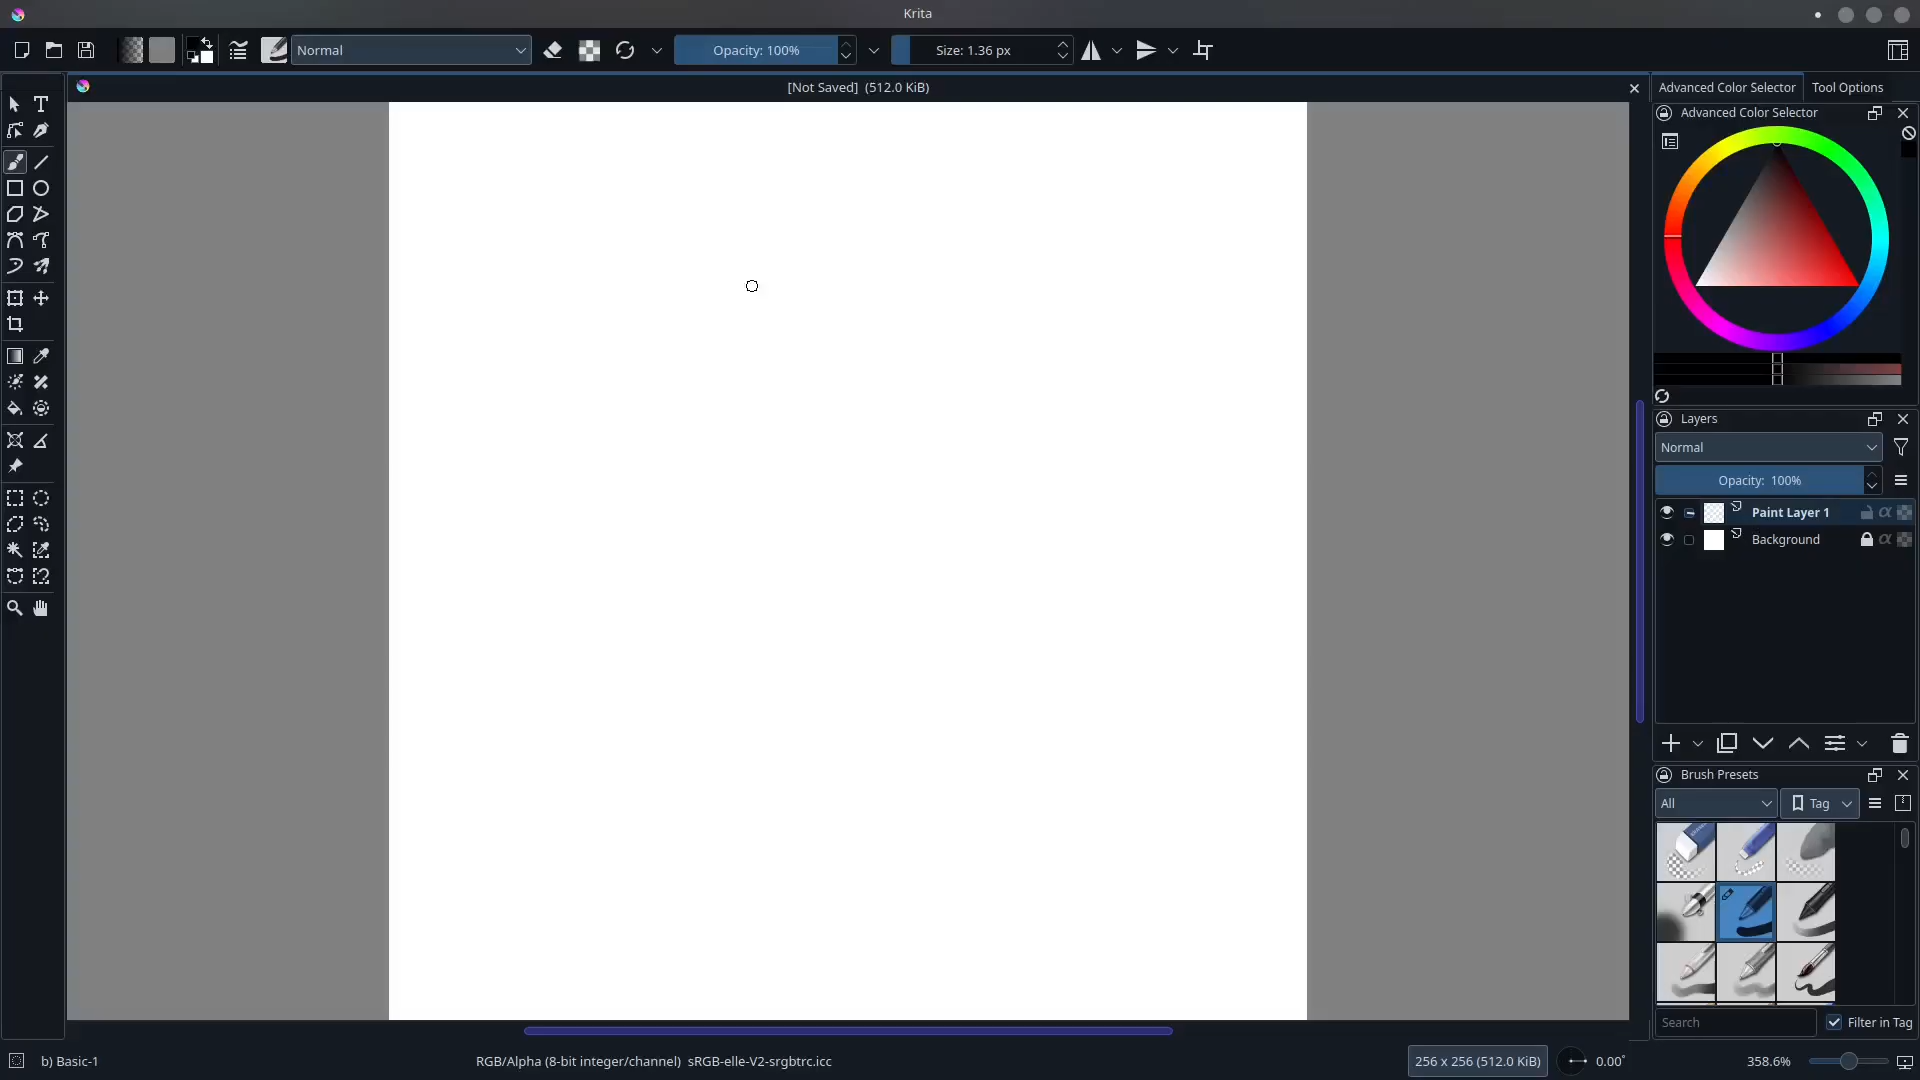 Krita
Normal
Opacity: 100%
Size: 1.36 px
[Not Saved] (512.0 KiB)
Advanced Color Selector
Tool Options
Advanced Color Selector
Layers
Normal
Opacity: 100%
Paint Layer 1
Background
Brush Presets
All
Tag
Search
Filter in Tag
b) Basic-1
RGB/Alpha (8-bit integer/channel) sRGB-elle-V2-srgbtrc.icc
256 x 256 (512.0 KiB)
0.00°
358.6%